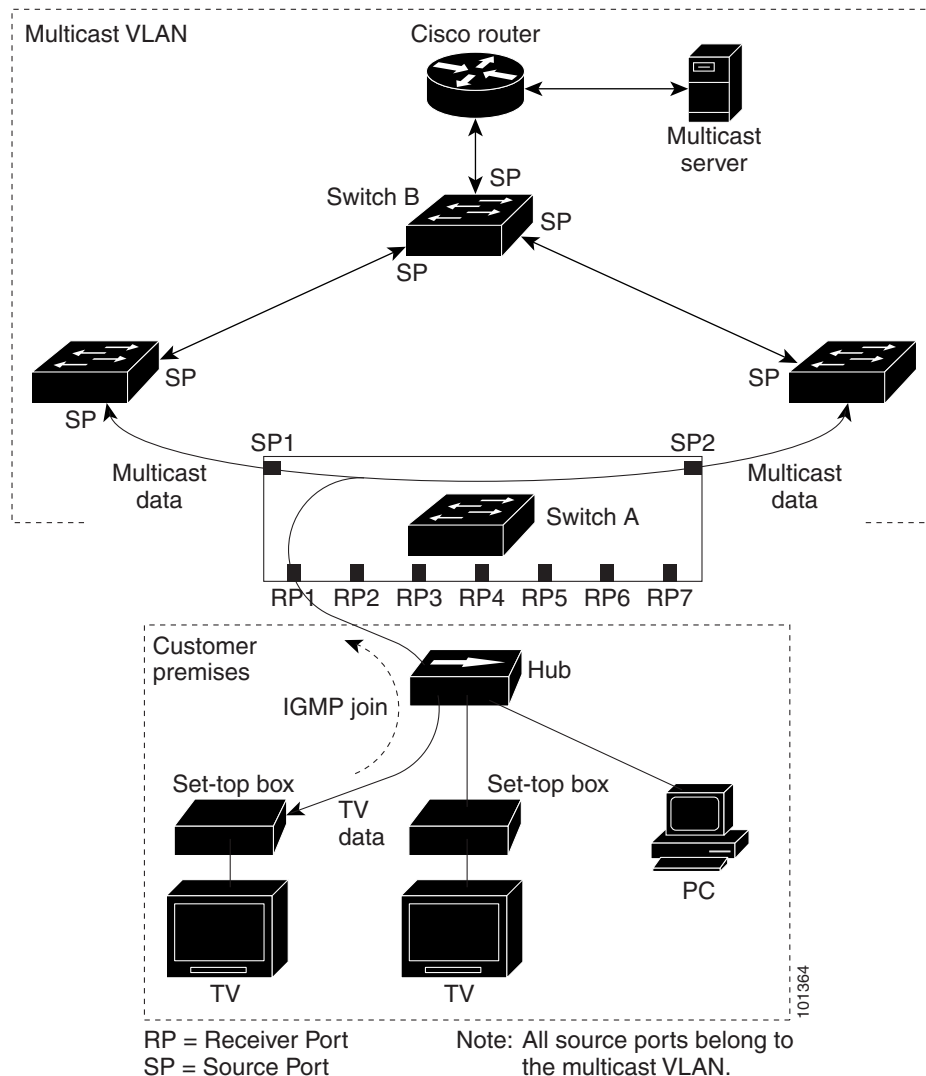 Multicast VLAN
Cisco router
Multicast
server
SP
Switch B
SP
SP
SP
SP
SP
SP1
SP2
Multicast
data
Multicast
data
Switch A
RP1 RP2 RP3 RP4 RP5 RP6 RP7
Customer
premises
Hub
IGMP join
Set-top box
Set-top box
TV
data
PC
TV
TV
101364
RP = Receiver Port
SP = Source Port
Note: All source ports belong to
the multicast VLAN.